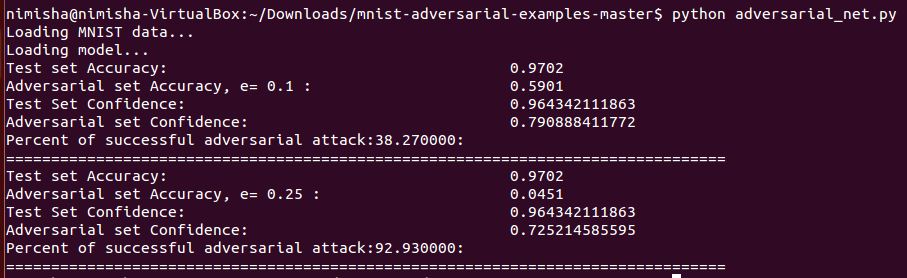 nimisha@nimisha-VirtualBox:~/Downloads/mnist-adversarial-examples-master$ python adversarial_net.py
Loading MNIST data...
Loading model...
Test set Accuracy: 0.9702
Adversarial set Accuracy, e= 0.1 : 0.5901
Test Set Confidence: 0.964342111863
Adversarial set Confidence: 0.790888411772
Percent of successful adversarial attack:38.270000:
================================================================================
Test set Accuracy: 0.9702
Adversarial set Accuracy, e= 0.25 : 0.0451
Test Set Confidence: 0.964342111863
Adversarial set Confidence: 0.725214585595
Percent of successful adversarial attack:92.930000:
================================================================================